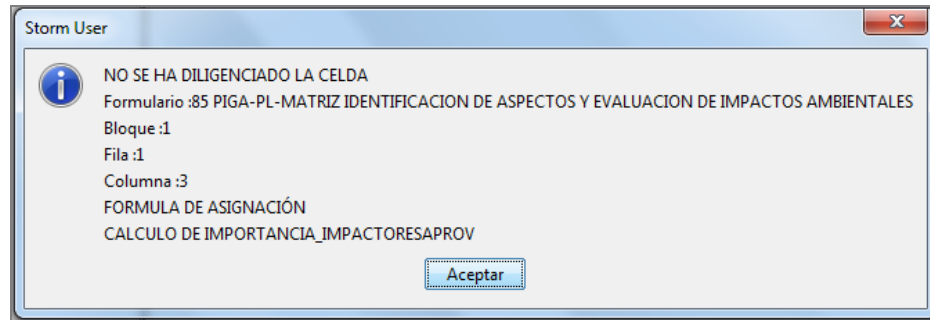 Storm User
NO SE HA DILIGENCIADO LA CELDA
Formulario :85 PIGA-PL-MATRIZ IDENTIFICACION DE ASPECTOS Y EVALUACION DE IMPACTOS AMBIENTALES
Bloque :1
Fila :1
Columna :3
FORMULA DE ASIGNACIÓN
CALCULO DE IMPORTANCIA_IMPACTORESAPROV
Aceptar